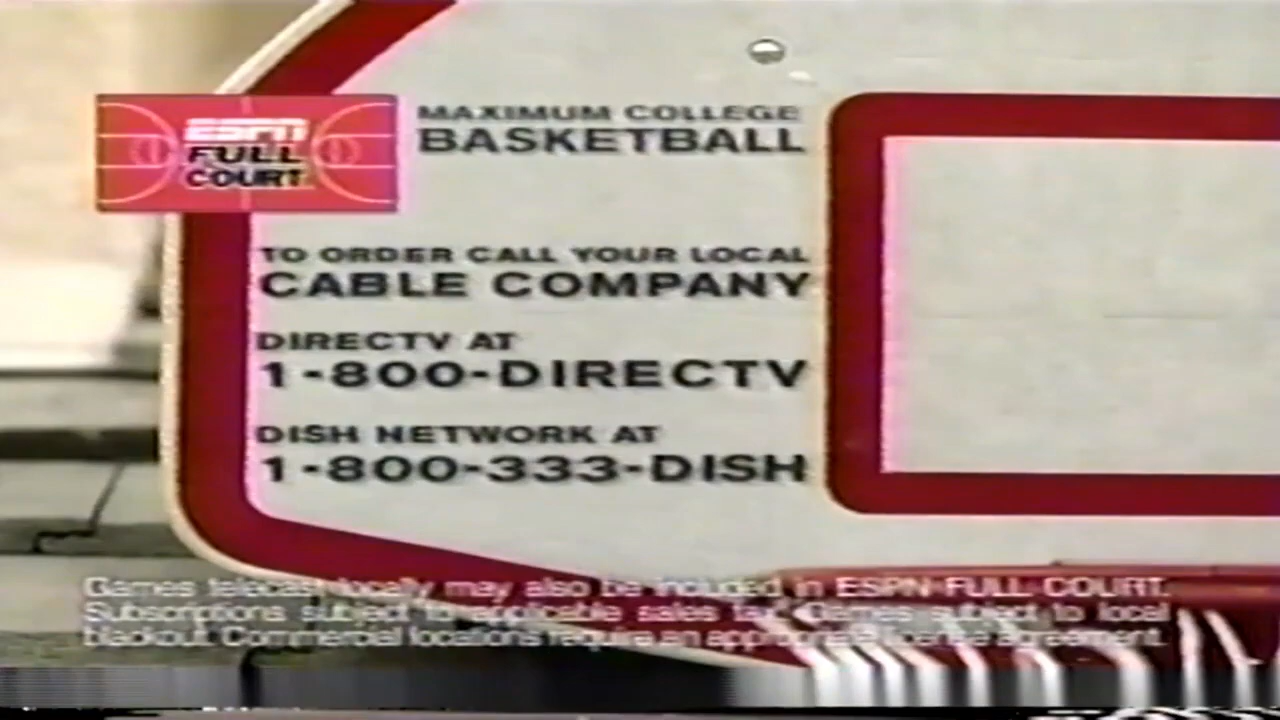 ESPN
FULL
COURT
MAXIMUM COLLEGE
BASKETBALL
TO ORDER CALL YOUR LOCAL
CABLE COMPANY
DIRECTV AT
1-800-DIRECTV
DISH NETWORK AT
1-800-333-DISH
Games telecast locally may also be included in ESPN FULL COURT.
Subscriptions subject to applicable sales tax. Games subject to local
blackout. Commercial locations require an appropriate license agreement.